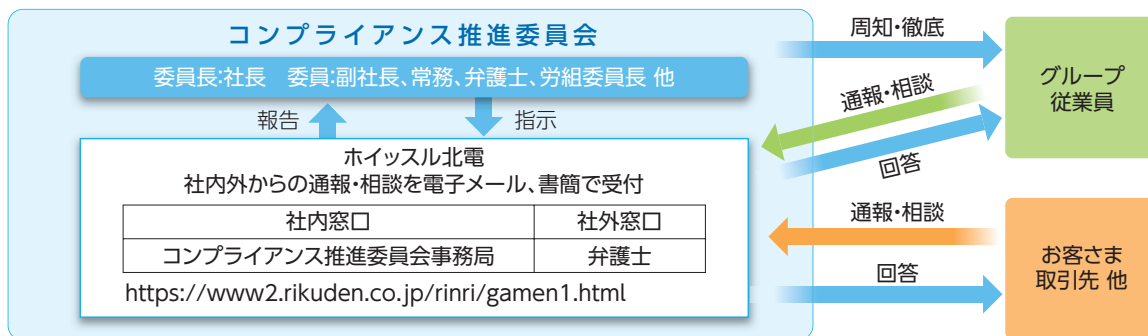 コンプライアンス推進委員会
委員長:社長　委員:副社長、常務、弁護士、労組委員長 他
報告
指示
ホイッスル北電
社内外からの通報・相談を電子メール、書簡で受付
社内窓口
社外窓口
コンプライアンス推進委員会事務局
弁護士
https://www2.rikuden.co.jp/rinri/gamen1.html
周知・徹底
通報・相談
回答
グループ
従業員
通報・相談
回答
お客さま
取引先 他